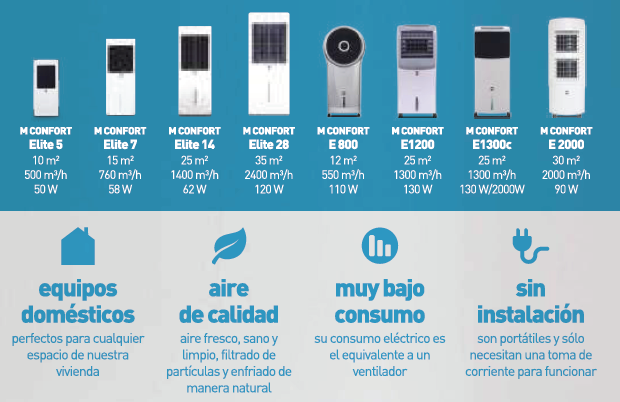 M CONFORT M CONFORT M CONFORT M CONFORT M CONFORT M CONFORT M CONFORT M CONFORT
Elite 5 Elite 7 Elite 14 Elite 28 E 800 E1200 E1300c E 2000
10 m² 15 m² 25 m² 35 m² 12 m² 25 m² 25 m² 30 m²
500 m³/h 760 m³/h 1400 m³/h 2400 m³/h 550 m³/h 1300 m³/h 1300 m³/h 2000 m³/h
50 W 58 W 62 W 120 W 110 W 130 W 130 W/2000W 90 W
equipos
domésticos
perfectos para cualquier
espacio de nuestra
vivienda
aire
de calidad
aire fresco, sano y
limpio, filtrado de
partículas y enfriado de
manera natural
muy bajo
consumo
su consumo eléctrico es
el equivalente a un
ventilador
sin
instalación
son portátiles y sólo
necesitan una toma de
corriente para funcionar